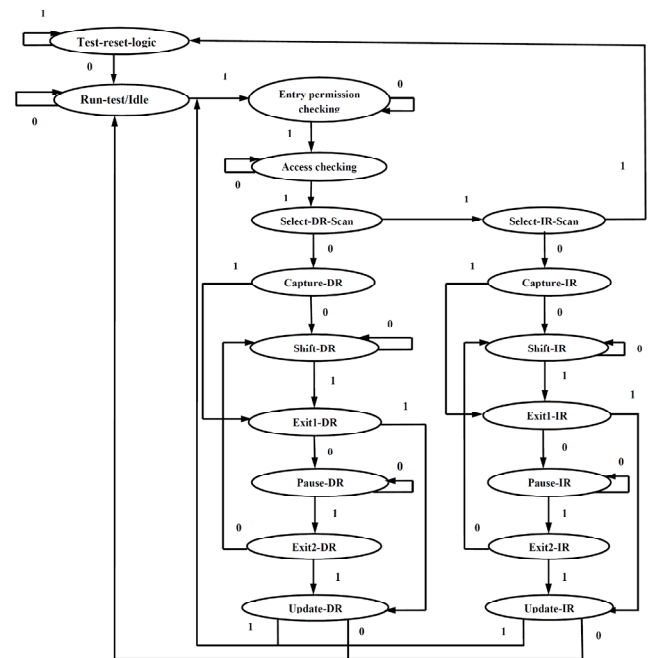 1
Test-reset-logic
0
Run-test/Idle
0
1
Entry permission
checking
0
1
Access checking
0
1
1
Select-DR-Scan
1
Select-IR-Scan
0
0
1
Capture-DR
1
Capture-IR
0
0
0
Shift-DR
Shift-IR
0
1
1
Exit1-DR
1
Exit1-IR
1
0
0
Pause-DR
0
Pause-IR
0
1
1
0
Exit2-DR
0
Exit2-IR
1
1
Update-DR
Update-IR
1
0
1
0